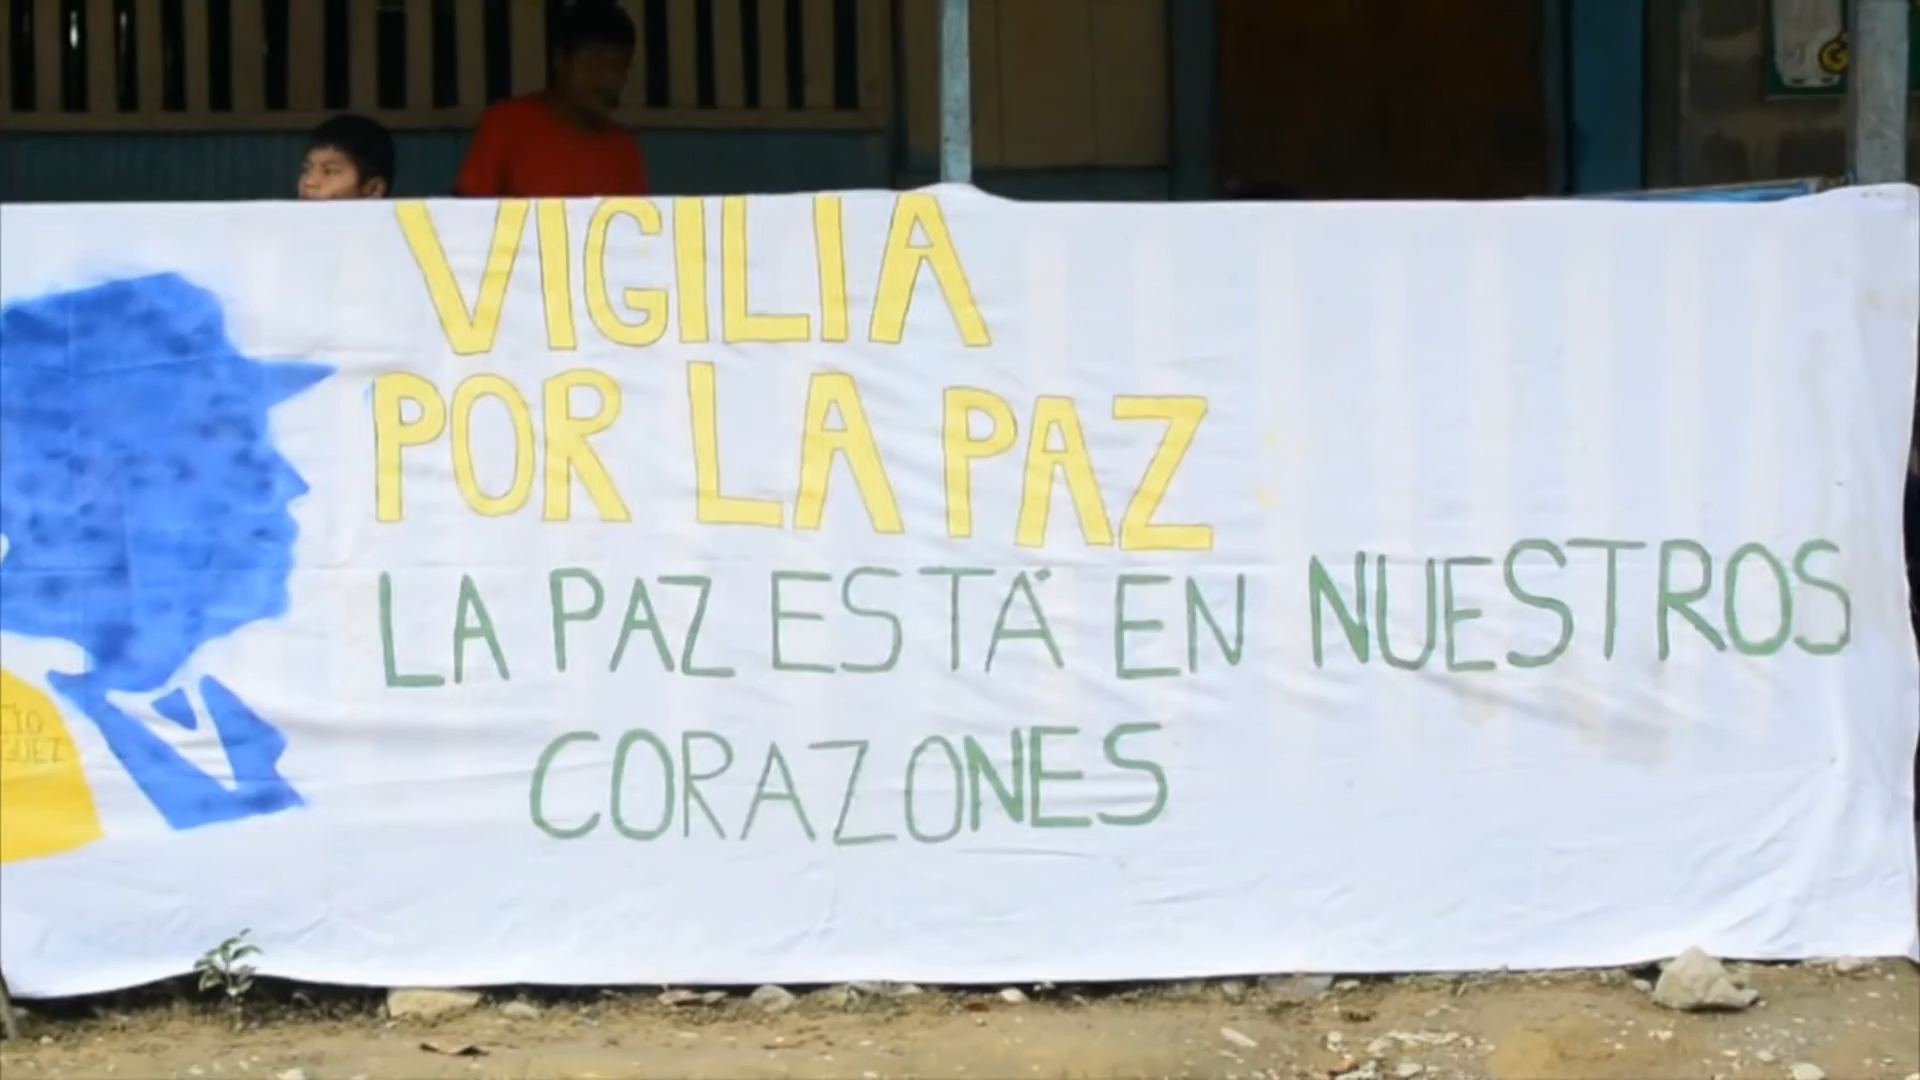 VIGILIA
POR LA PAZ
LA PAZ ESTÁ EN NUESTROS
CORAZONES